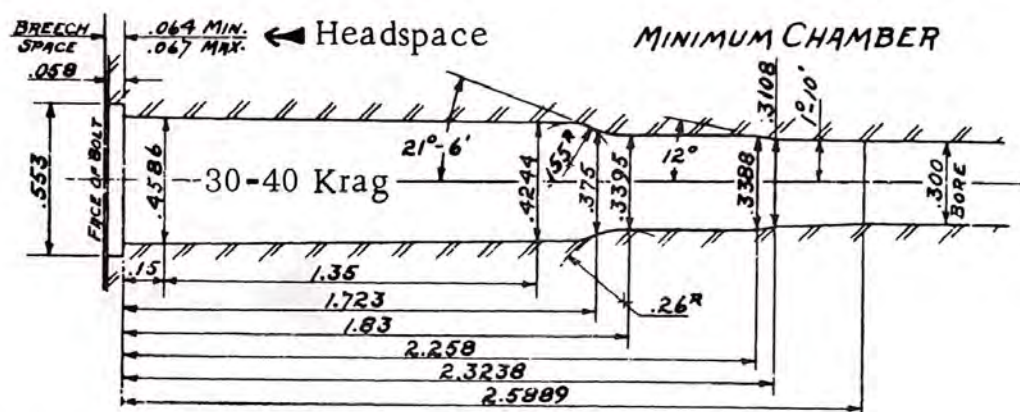 BREECH
SPACE
.064 MIN.
.067 MAX.
Headspace
MINIMUM CHAMBER
.058
.553
FACE OF BOLT
.4586
30-40 Krag
21°-6'
.4244
.155R
.375
.3395
12°
.3388
.3108
1°-10'
.300
BORE
.15
1.35
.26R
1.723
1.83
2.258
2.3238
2.5889